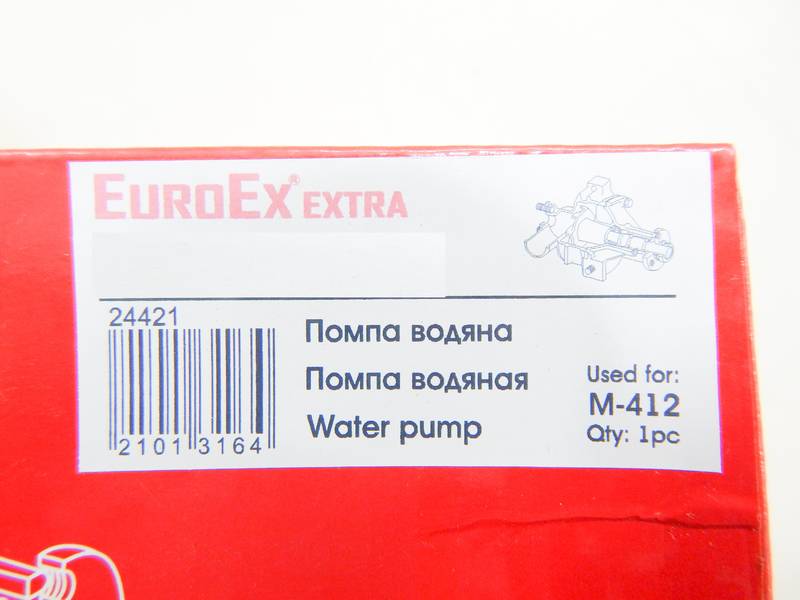 EUROEX® EXTRA
24421
2101 3164
Помпа водяна
Помпа водяная
Water pump
Used for:
M-412
Qty: 1pc